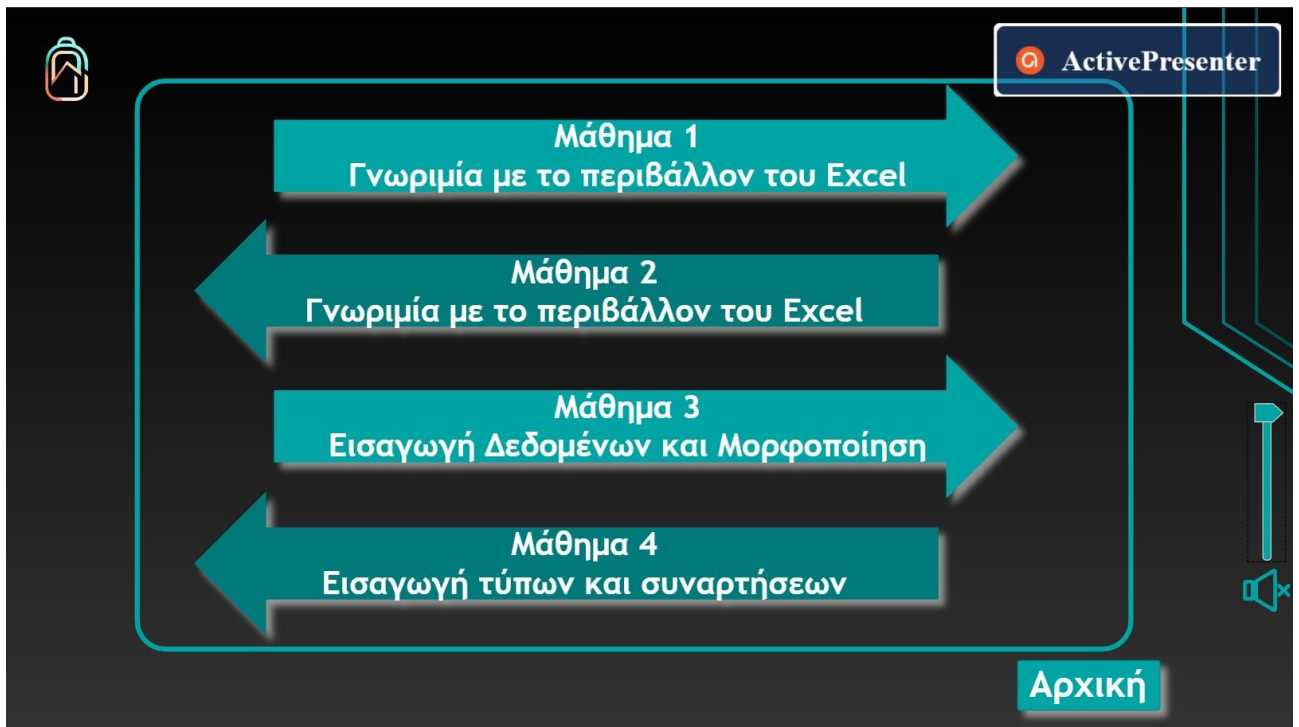 ActivePresenter
Μάθημα 1
Γνωριμία με το περιβάλλον του Excel
Μάθημα 2
Γνωριμία με το περιβάλλον του Excel
Μάθημα 3
Εισαγωγή Δεδομένων και Μορφοποίηση
Μάθημα 4
Εισαγωγή τύπων και συναρτήσεων
Αρχική